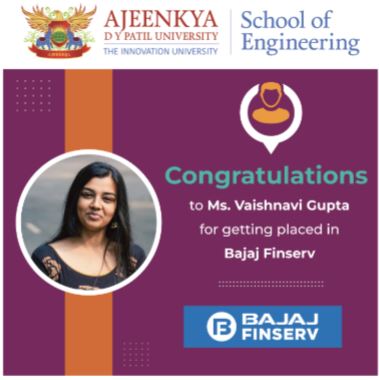 AJEENKYA
D Y PATIL UNIVERSITY
THE INNOVATION UNIVERSITY
School of
Engineering
Congratulations
to Ms. Vaishnavi Gupta
for getting placed in
Bajaj Finserv
B BAJAJ
FINSERV